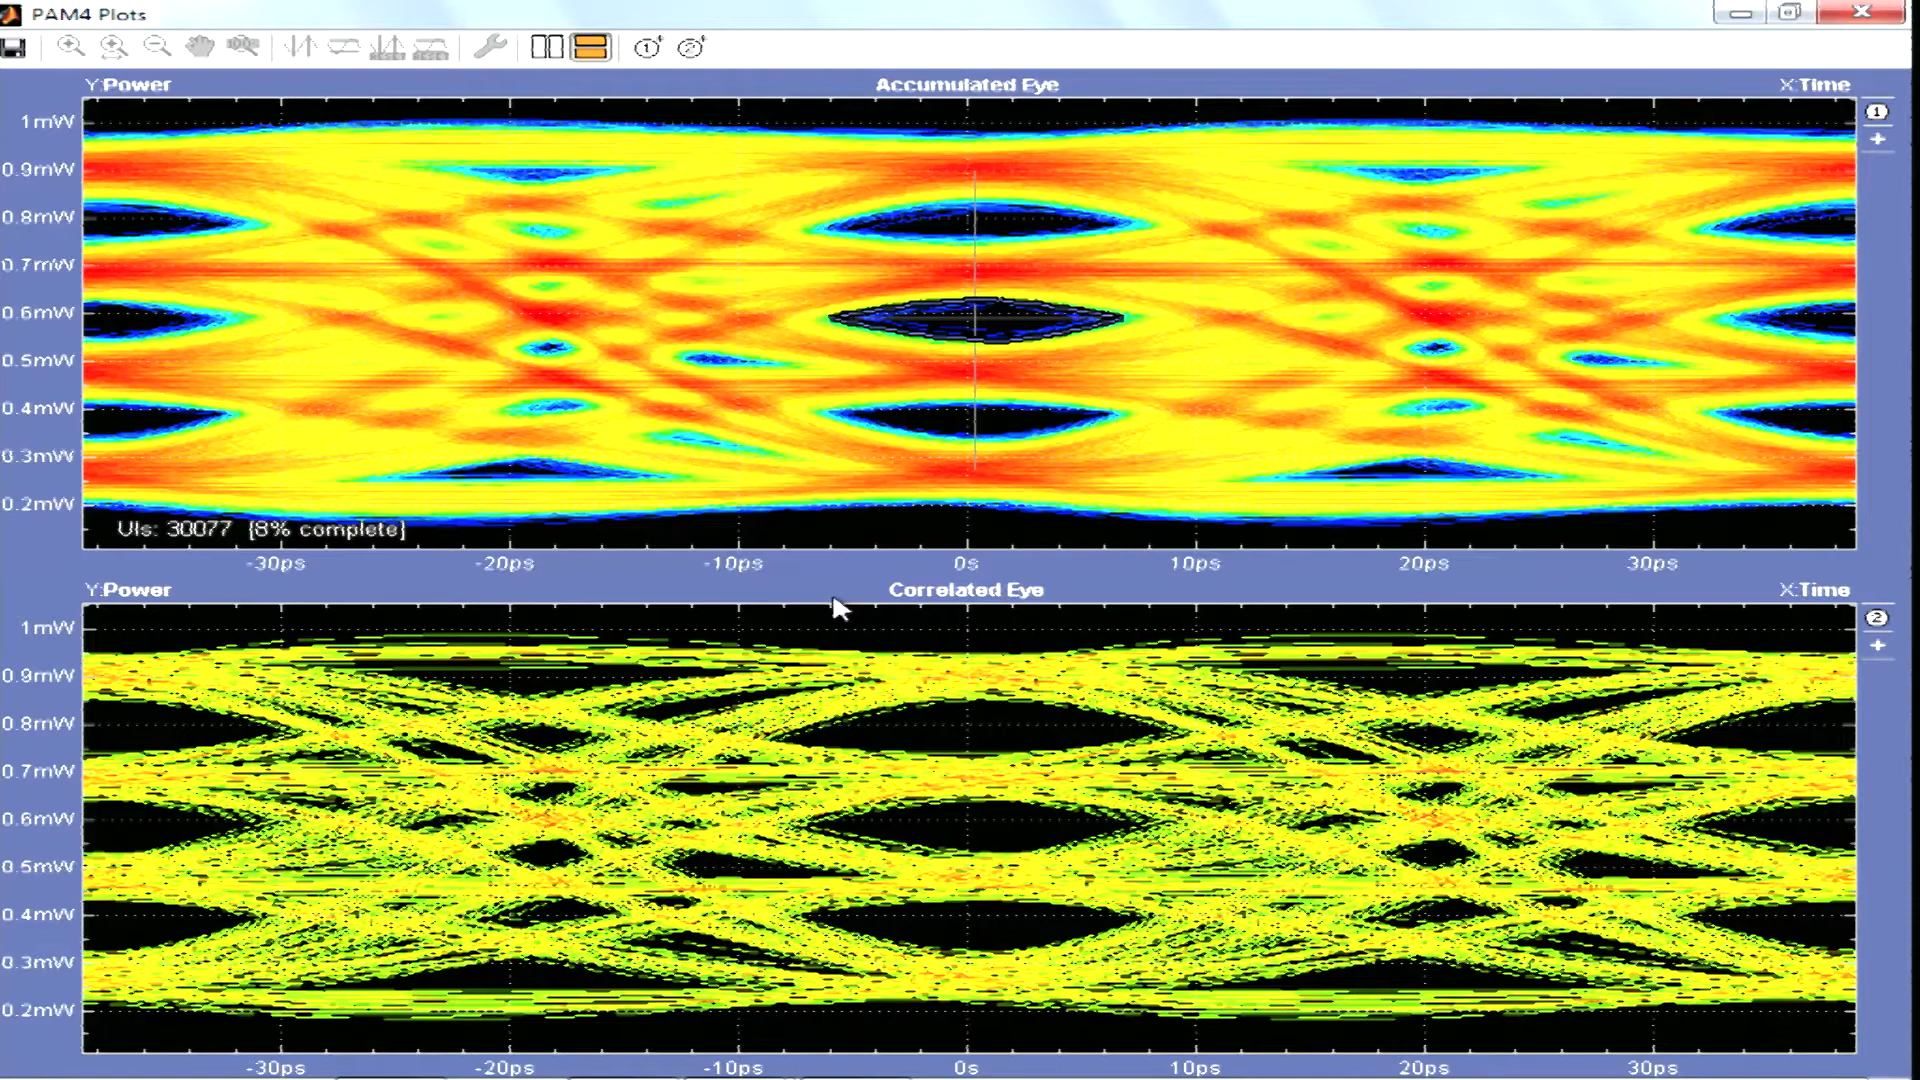 PAM4 Plots
Y:Power Accumulated Eye X:Time
1mW
0.9mW
0.8mW
0.7mW
0.6mW
0.5mW
0.4mW
0.3mW
0.2mW
UIs: 30077 [8% complete]
-30ps -20ps -10ps 0s 10ps 20ps 30ps
1
+
Y:Power Correlated Eye X:Time
1mW
0.9mW
0.8mW
0.7mW
0.6mW
0.5mW
0.4mW
0.3mW
0.2mW
-30ps -20ps -10ps 0s 10ps 20ps 30ps
2
+